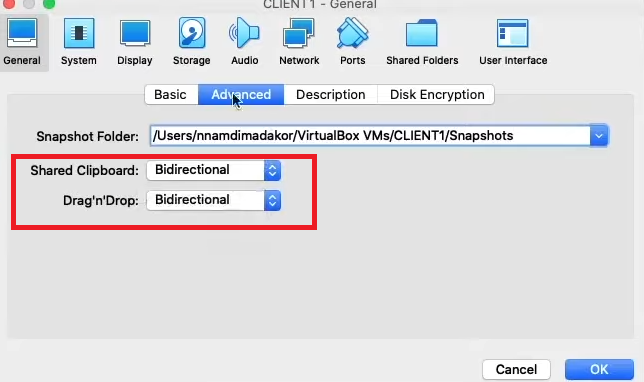 CLIENT1 - General
General System Display Storage Audio Network Ports Shared Folders User Interface
Basic Advanced Description Disk Encryption
Snapshot Folder: /Users/nnamdimadakor/VirtualBox VMs/CLIENT1/Snapshots
Shared Clipboard: Bidirectional
Drag'n'Drop: Bidirectional
Cancel OK